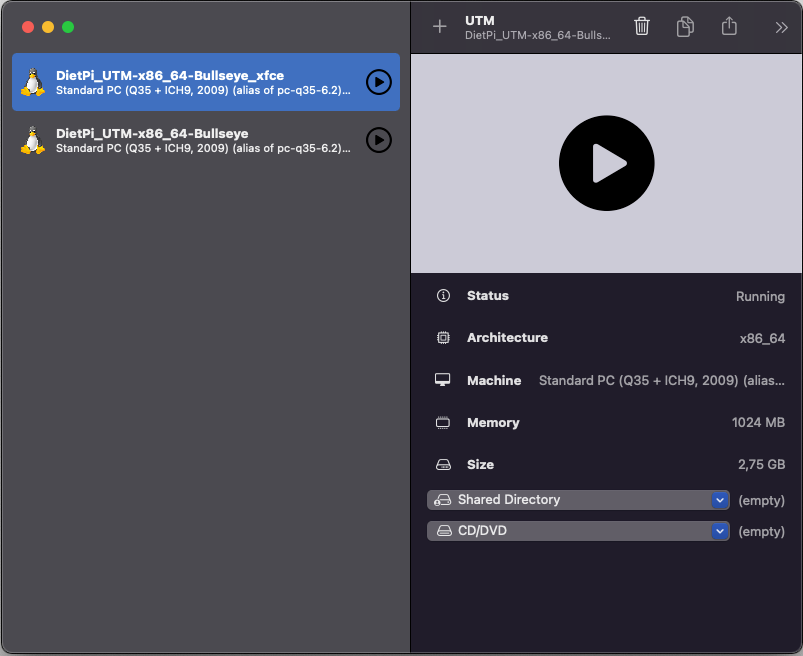 DietPi_UTM-x86_64-Bullseye_xfce
Standard PC (Q35 + ICH9, 2009) (alias of pc-q35-6.2)...
DietPi_UTM-x86_64-Bullseye
Standard PC (Q35 + ICH9, 2009) (alias of pc-q35-6.2)...
UTM
DietPi_UTM-x86_64-Bulls...
Status Running
Architecture x86_64
Machine Standard PC (Q35 + ICH9, 2009) (alias...
Memory 1024 MB
Size 2,75 GB
Shared Directory (empty)
CD/DVD (empty)